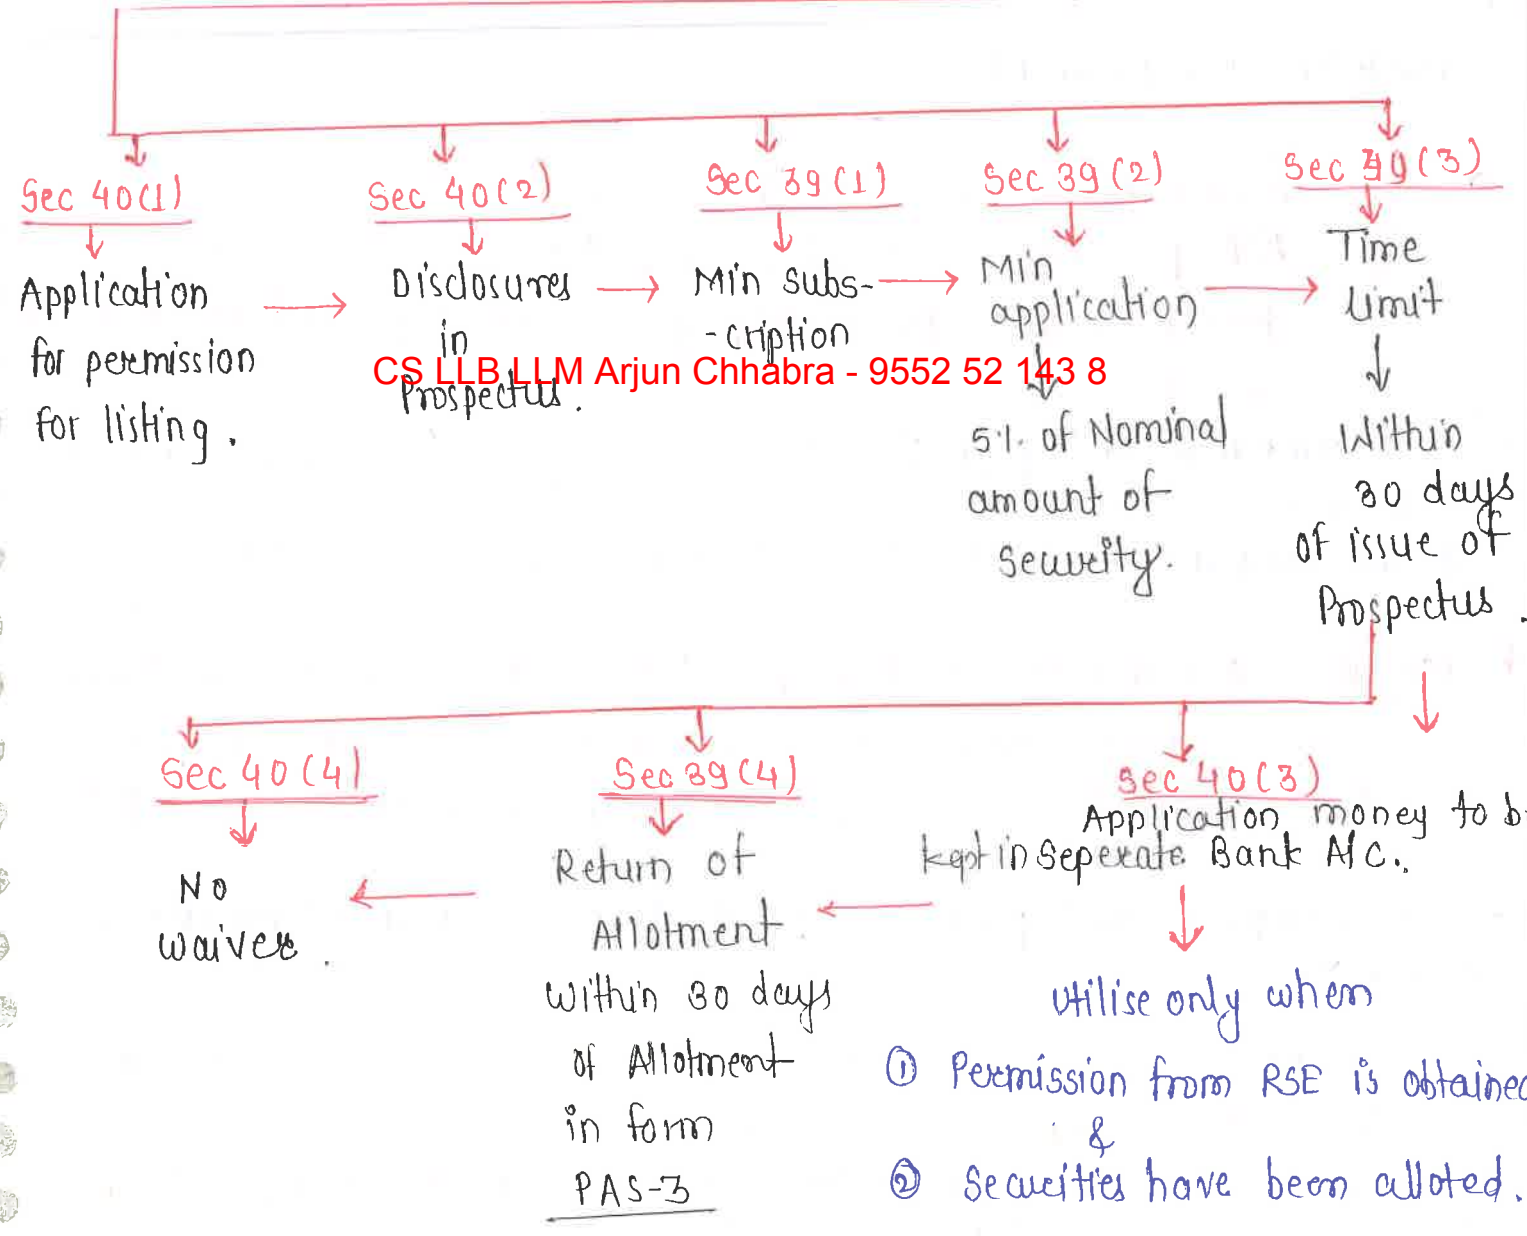 Sec 40(1)
Application
for permission
for listing.
Sec 40(2)
Disclosures
in
Prospectus.
Sec 39(1)
Min subs-
-cription
Sec 39(2)
Min
application
5%. of Nominal
amount of
Security.
Sec 39(3)
Time
limit
Within
30 days
of issue of
Prospectus.
CS LLB LLM Arjun Chhabra - 9552 52 143 8
Sec 40(3)
Application money to b
kept in Seperate Bank A/C.
Utilise only when
① Permission from RSE is obtained
&
② Securities have been alloted.
Sec 39(4)
Return of
Allotment
within 30 days
of Allotment
in form
PAS-3
Sec 40(4)
No
waiver.